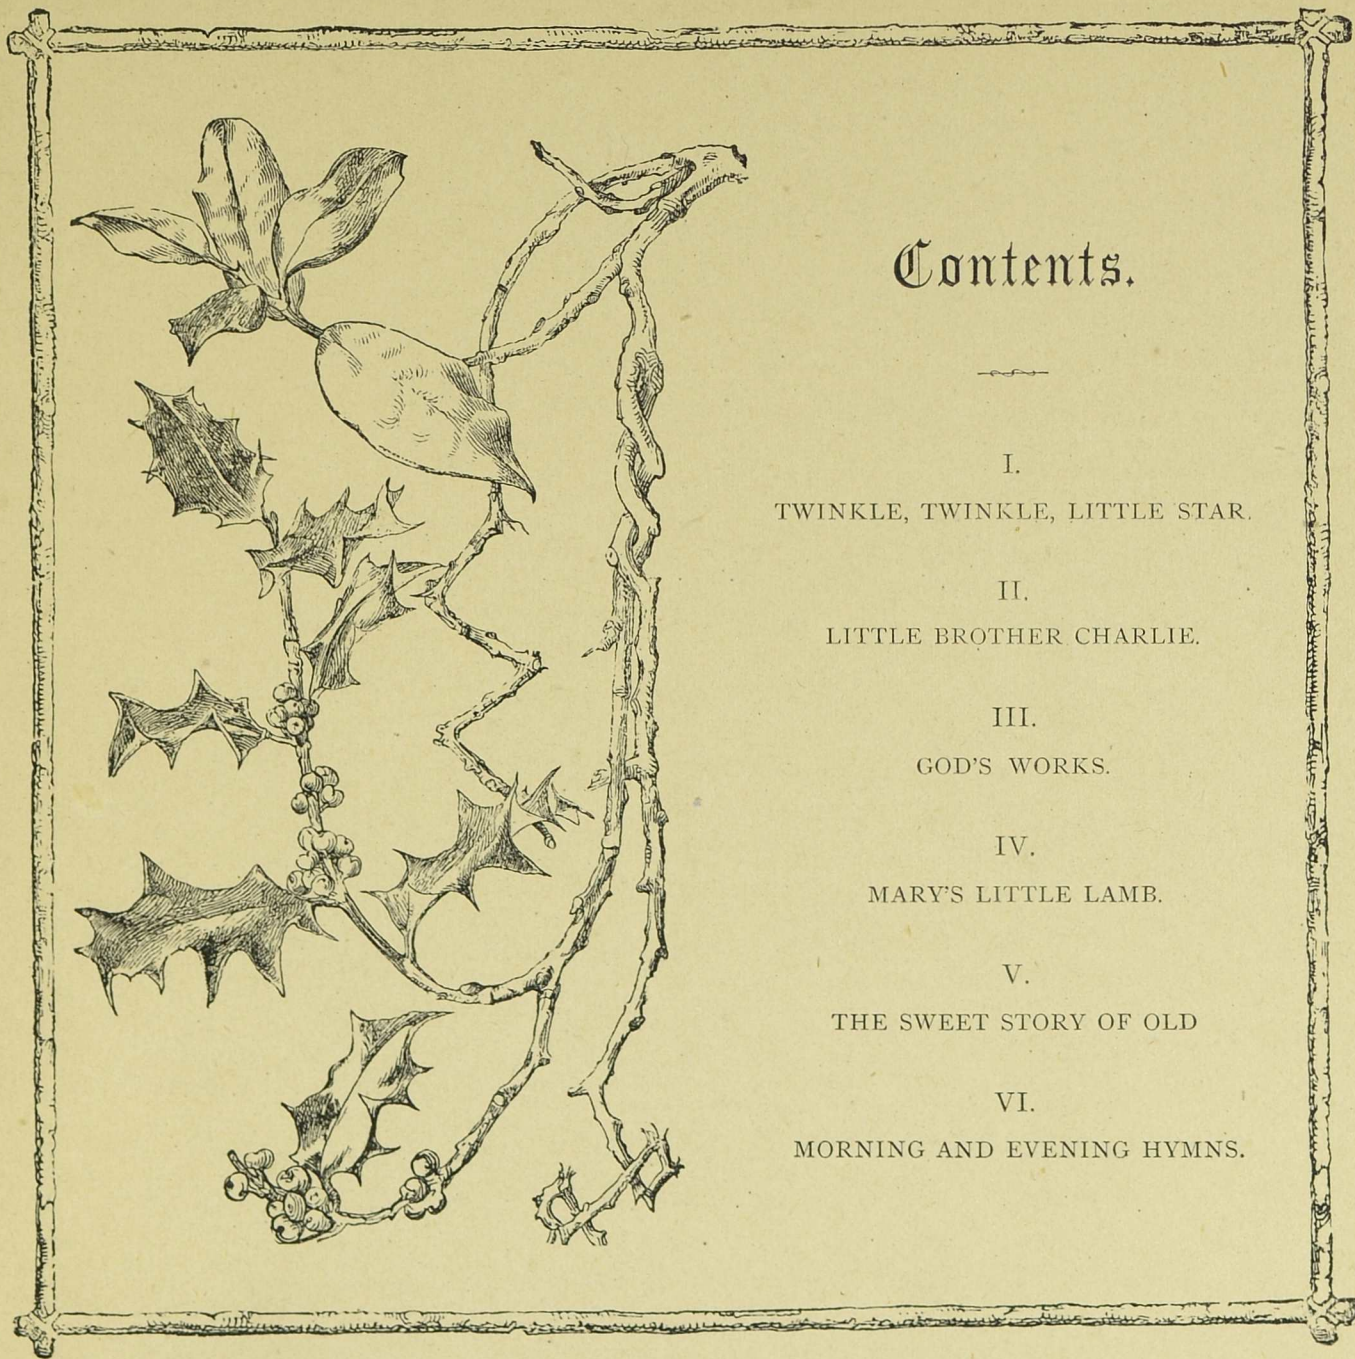 Contents.
I.
TWINKLE, TWINKLE, LITTLE STAR.
II.
LITTLE BROTHER CHARLIE.
III.
GOD'S WORKS.
IV.
MARY'S LITTLE LAMB.
V.
THE SWEET STORY OF OLD
VI.
MORNING AND EVENING HYMNS.